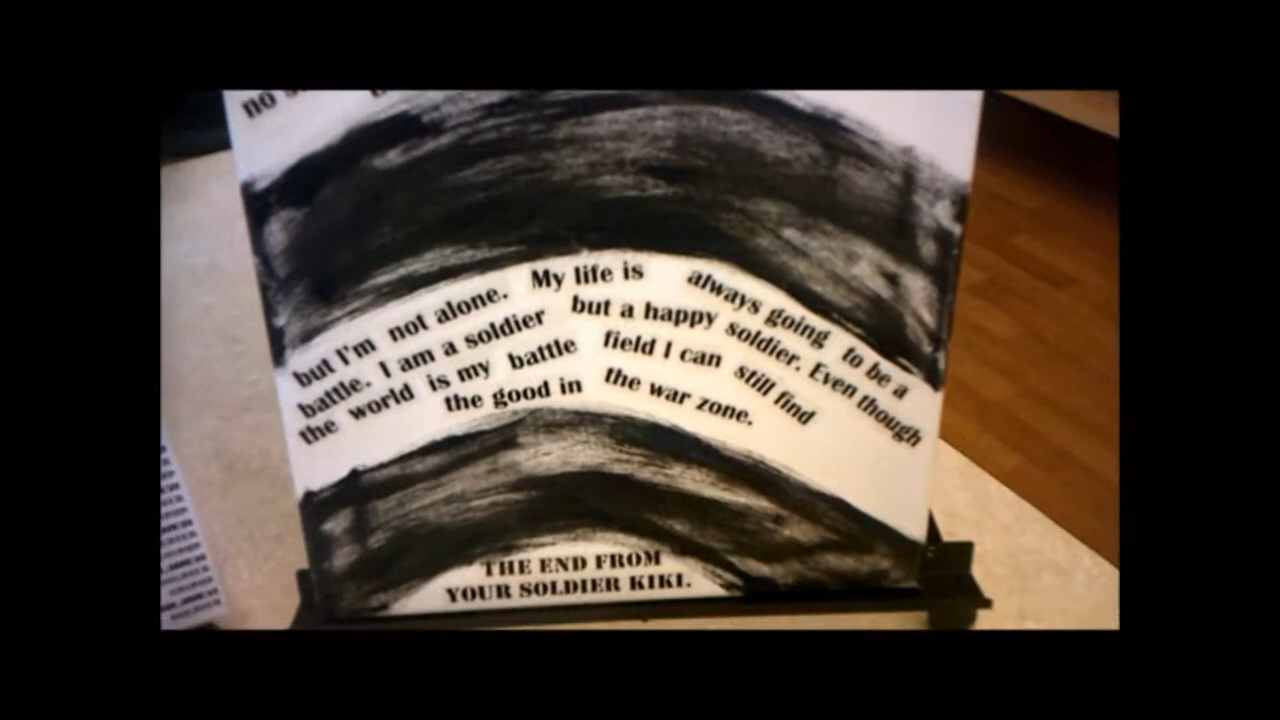 no
but I'm not alone. My life is always going to be a
battle. I am a soldier but a happy soldier. Even though
the world is my battle field I can still find
the good in the war zone.
THE END FROM
YOUR SOLDIER KIKI.